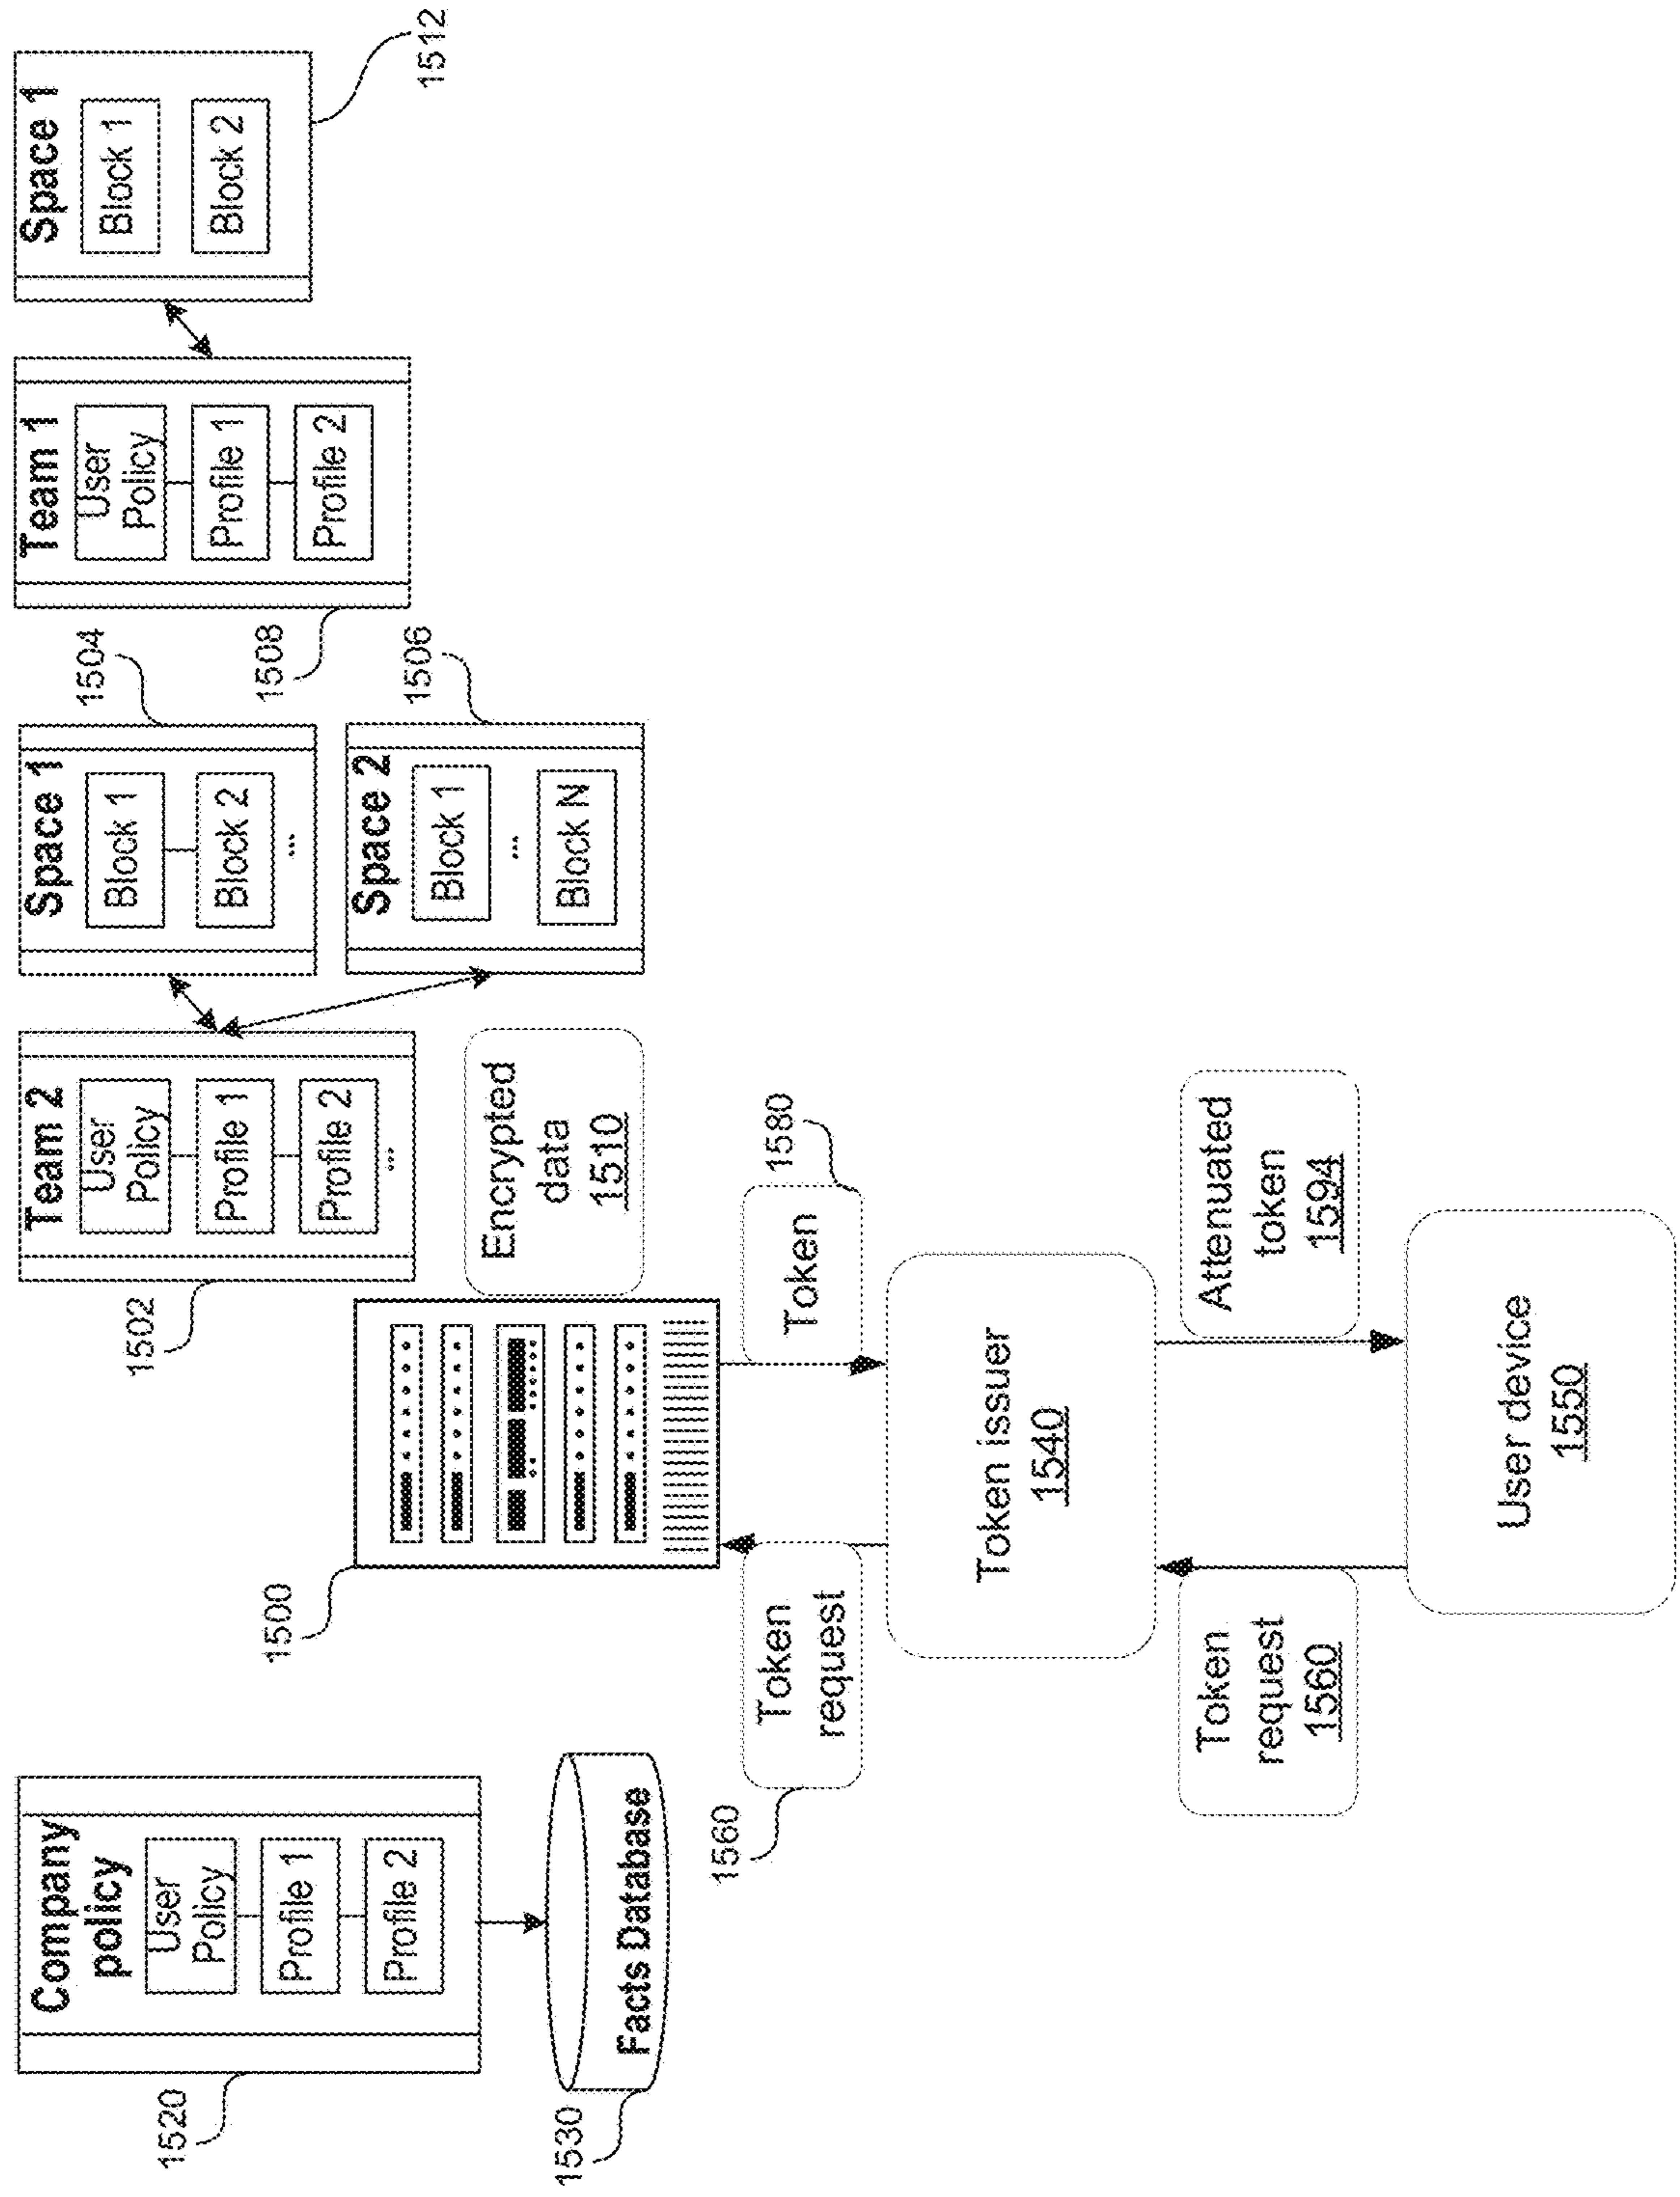 Company
policy
User
Policy
Profile 1
Profile 2
1520
Facts Database
1530
1500
Team 2
User
Policy
Profile 1
Profile 2
...
1502
Encrypted
data
1510
Space 1
Block 1
Block 2
...
1504
Space 2
Block 1
...
Block N
1506
Team 1
User
Policy
Profile 1
Profile 2
1508
Space 1
Block 1
Block 2
1512
Token
request
1560
Token
1580
Token issuer
1540
Token
request
1560
Attenuated
token
1594
User device
1550